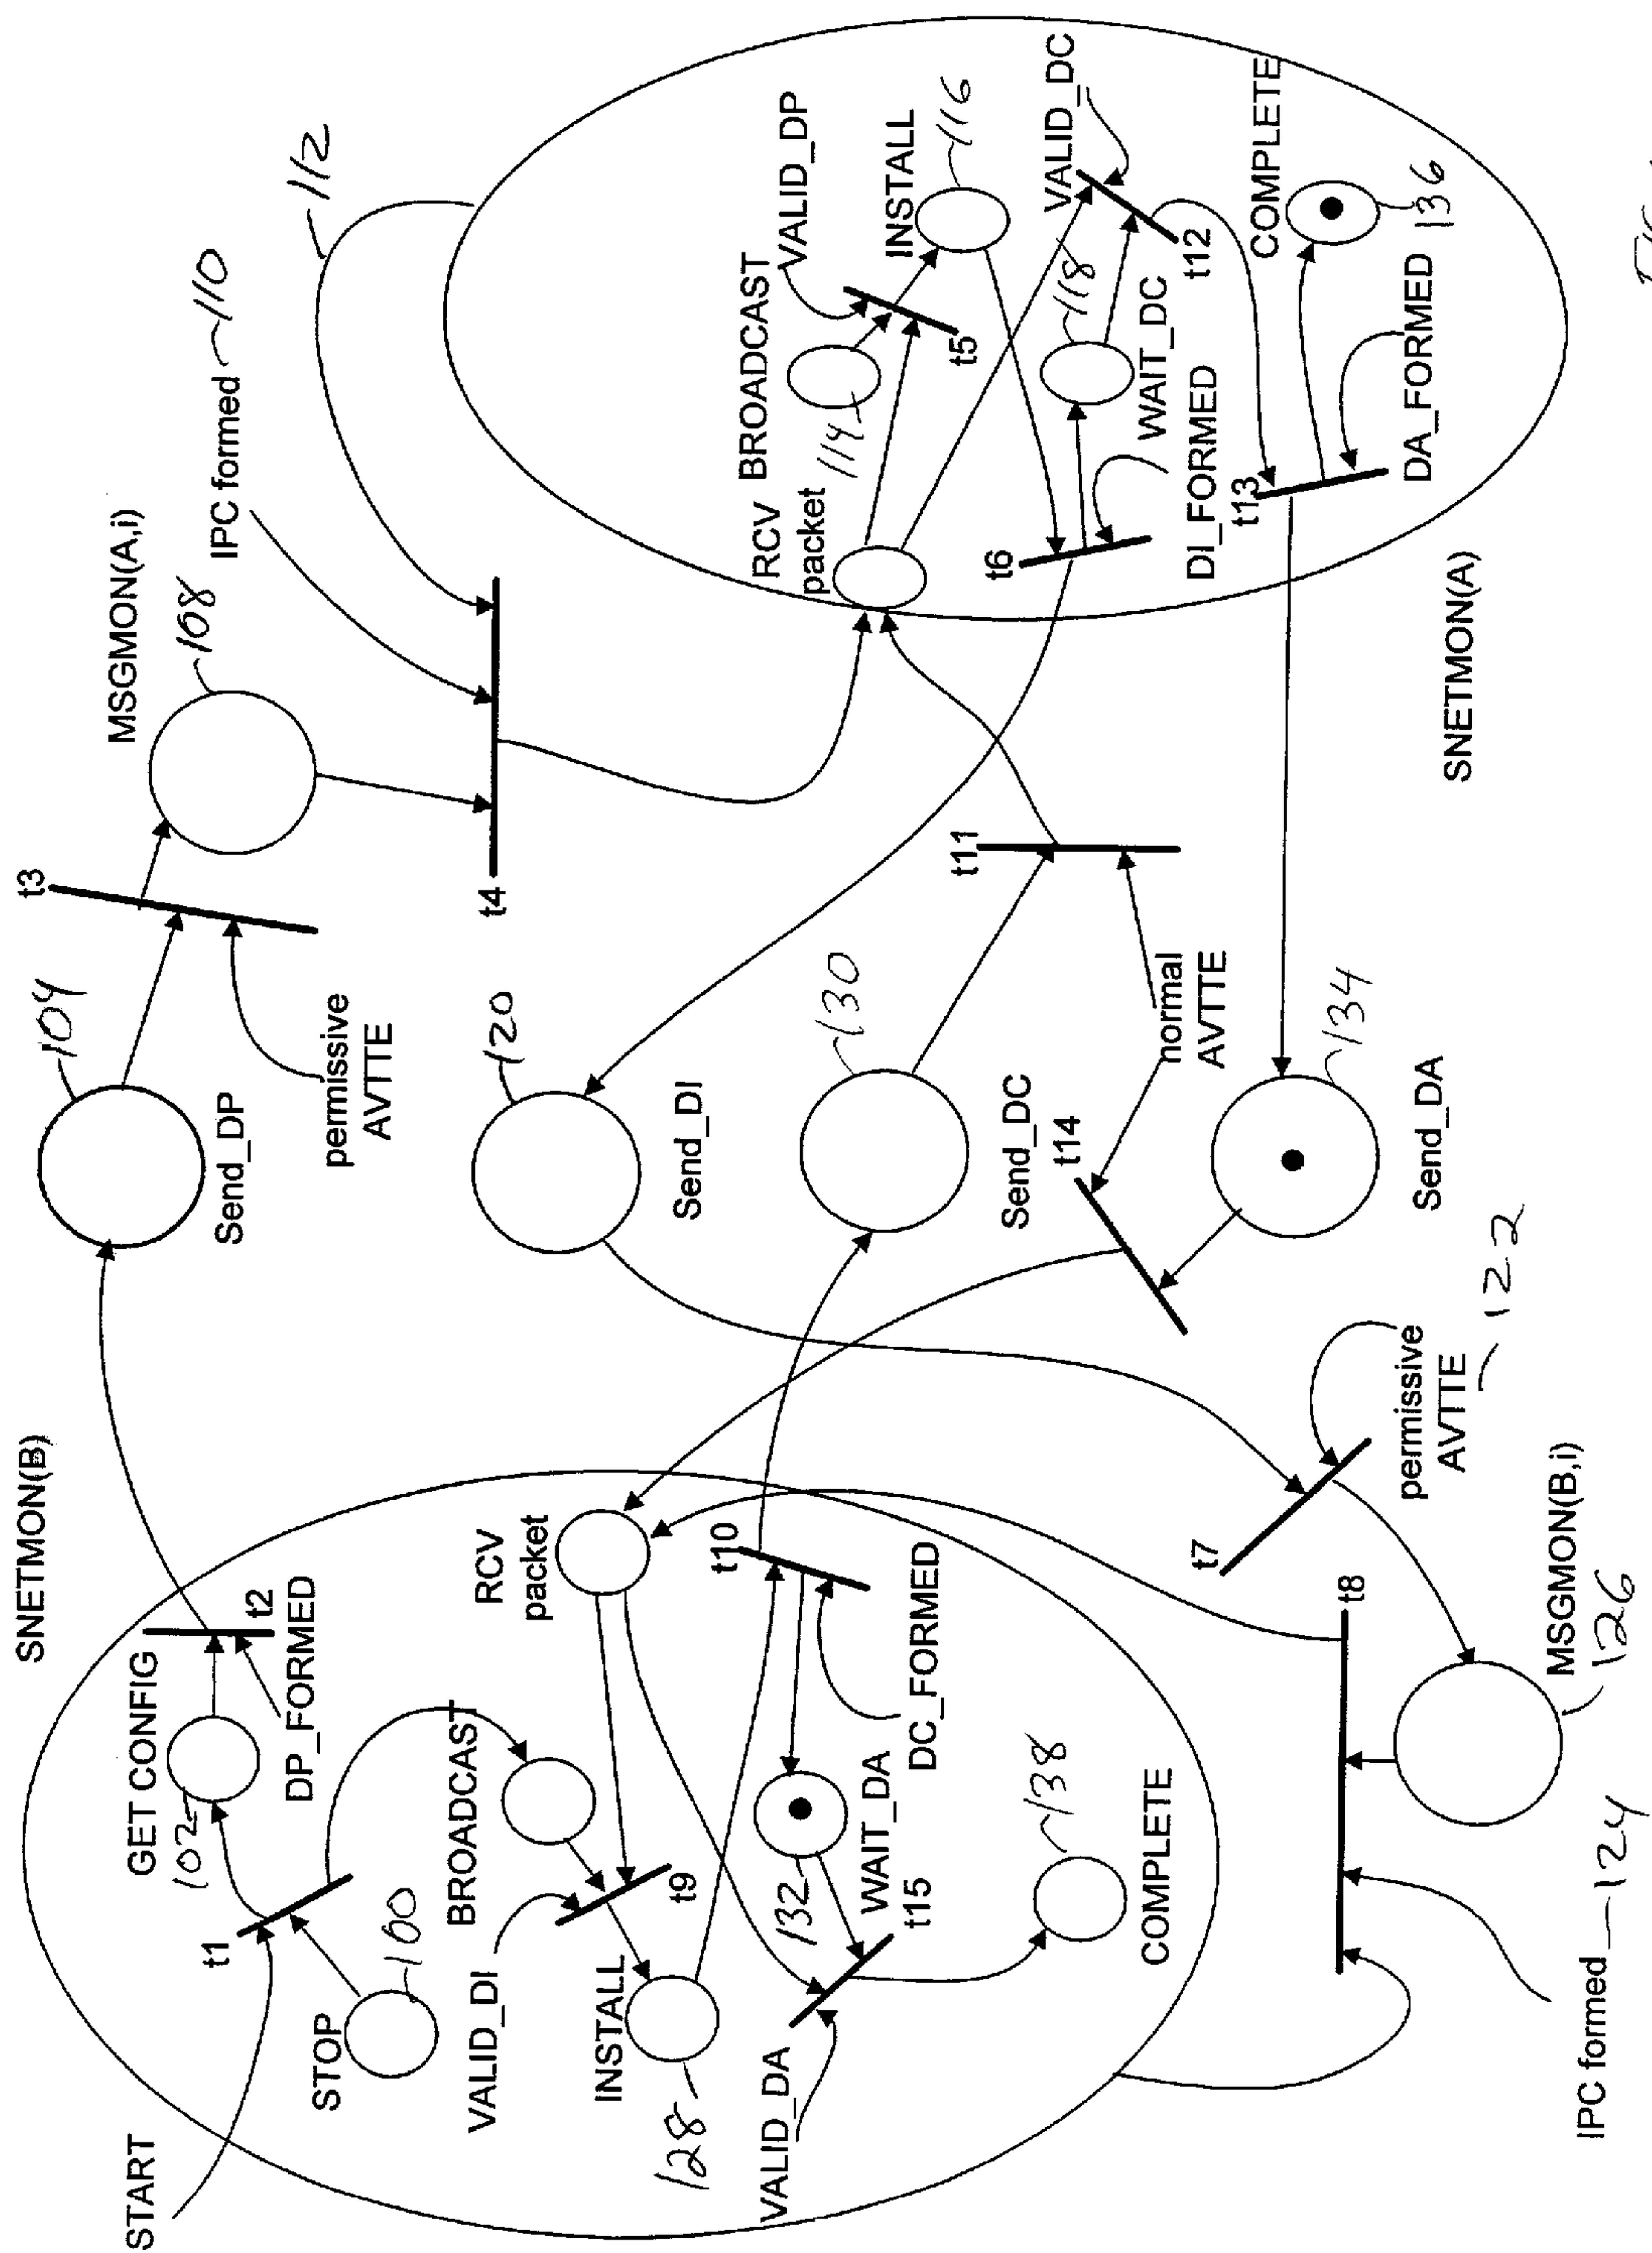 SNETMON(B)
START
t1
STOP
100
GET CONFIG
102
DP_FORMED
t2
BROADCAST
VALID_DI
t9
INSTALL
128
RCV
packet
t10
DC_FORMED
WAIT_DA
132
VALID_DA
t15
COMPLETE
138
104
Send_DP
t3
permissive
AVTTE
MSGMON(A,i)
108
IPC formed
110
112
t4
120
Send_DI
130
Send_DC
t11
normal
AVTTE
t14
134
Send_DA
t7
permissive
AVTTE
122
t8
MSGMON(B,i)
126
IPC formed
124
RCV
packet
BROADCAST
114
VALID_DP
t5
INSTALL
116
t6
DI_FORMED
WAIT_DC
118
VALID_DC
t12
t13
DA_FORMED
COMPLETE
136
SNETMON(A)